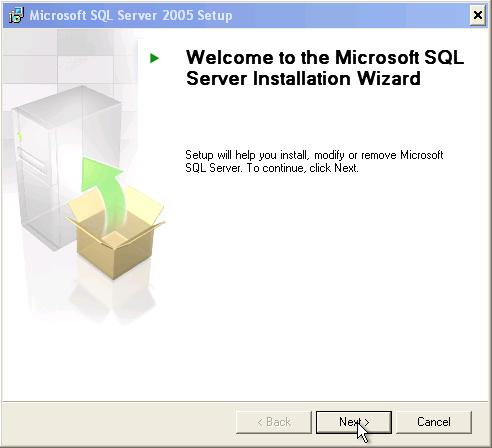 Microsoft SQL Server 2005 Setup
Welcome to the Microsoft SQL
Server Installation Wizard
Setup will help you install, modify or remove Microsoft
SQL Server. To continue, click Next.
< Back
Next >
Cancel